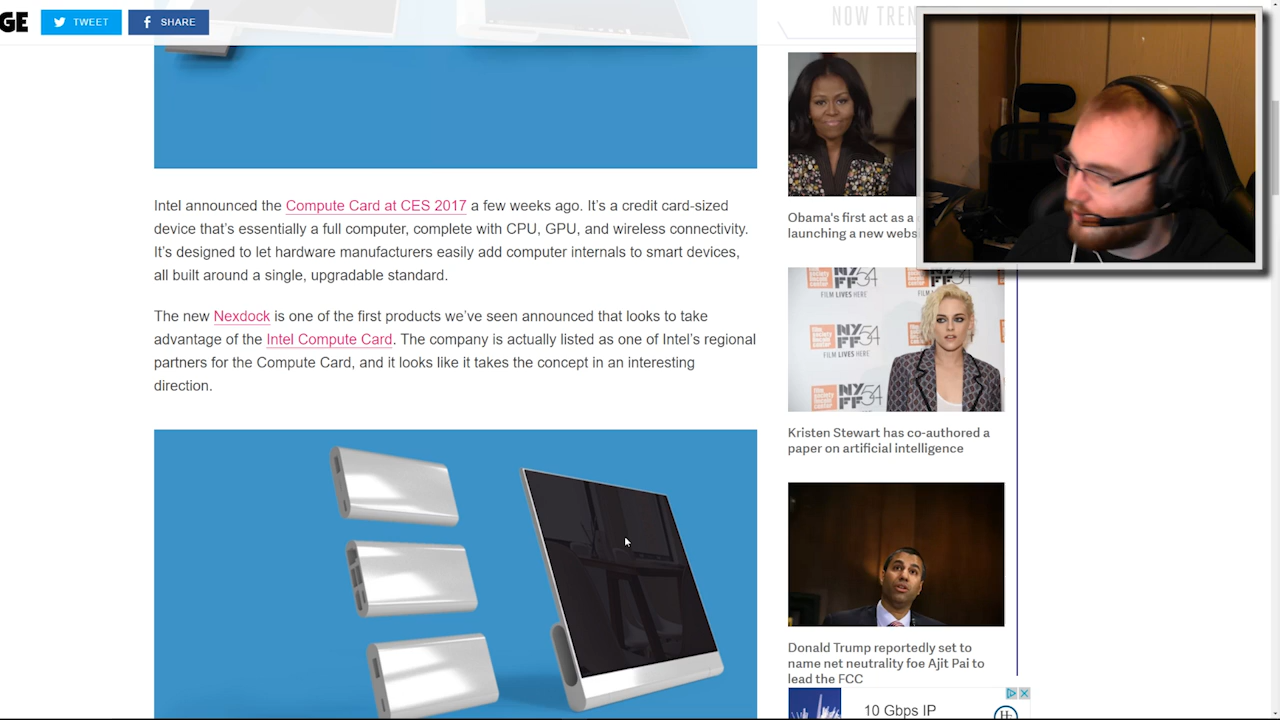 GE
TWEET
SHARE
NOW TREN
Intel announced the Compute Card at CES 2017 a few weeks ago. It's a credit card-sized
device that's essentially a full computer, complete with CPU, GPU, and wireless connectivity.
It's designed to let hardware manufacturers easily add computer internals to smart devices,
all built around a single, upgradable standard.
The new Nexdock is one of the first products we've seen announced that looks to take
advantage of the Intel Compute Card. The company is actually listed as one of Intel's regional
partners for the Compute Card, and it looks like it takes the concept in an interesting
direction.
Obama's first act as a
launching a new webs
NYFF54
FILM LIVES HERE
Kristen Stewart has co-authored a
paper on artificial intelligence
Donald Trump reportedly set to
name net neutrality foe Ajit Pai to
lead the FCC
10 Gbps IP